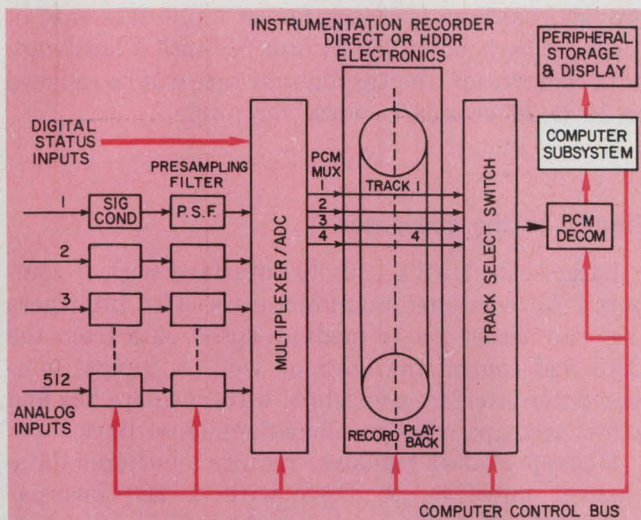 INSTRUMENTATION RECORDER
DIRECT OR HDDR
ELECTRONICS
PERIPHERAL
STORAGE
& DISPLAY
DIGITAL
STATUS
INPUTS
PRESAMPLING
FILTER
COMPUTER
SUBSYSTEM
PCM
MUX
1
TRACK 1
2
3
4
4
1
SIG
COND
P.S.F.
2
3
512
ANALOG
INPUTS
MULTIPLEXER/ADC
TRACK SELECT SWITCH
PCM
DECOM
RECORD
PLAY-
BACK
COMPUTER CONTROL BUS